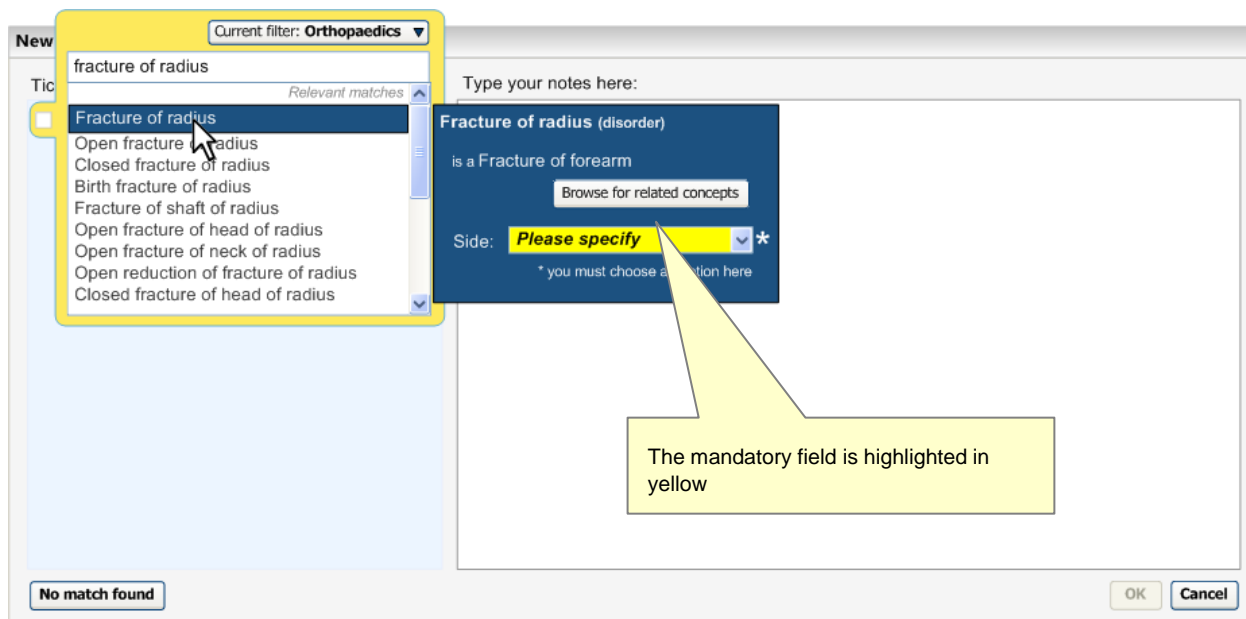 New
Current filter: Orthopaedics
fracture of radius
Tic
Relevant matches
Fracture of radius
Open fracture of radius
Closed fracture of radius
Birth fracture of radius
Fracture of shaft of radius
Open fracture of head of radius
Open fracture of neck of radius
Open reduction of fracture of radius
Closed fracture of head of radius
Type your notes here:
Fracture of radius (disorder)
is a Fracture of forearm
Browse for related concepts
Side: Please specify *
* you must choose an option here
The mandatory field is highlighted in
yellow
No match found
OK
Cancel